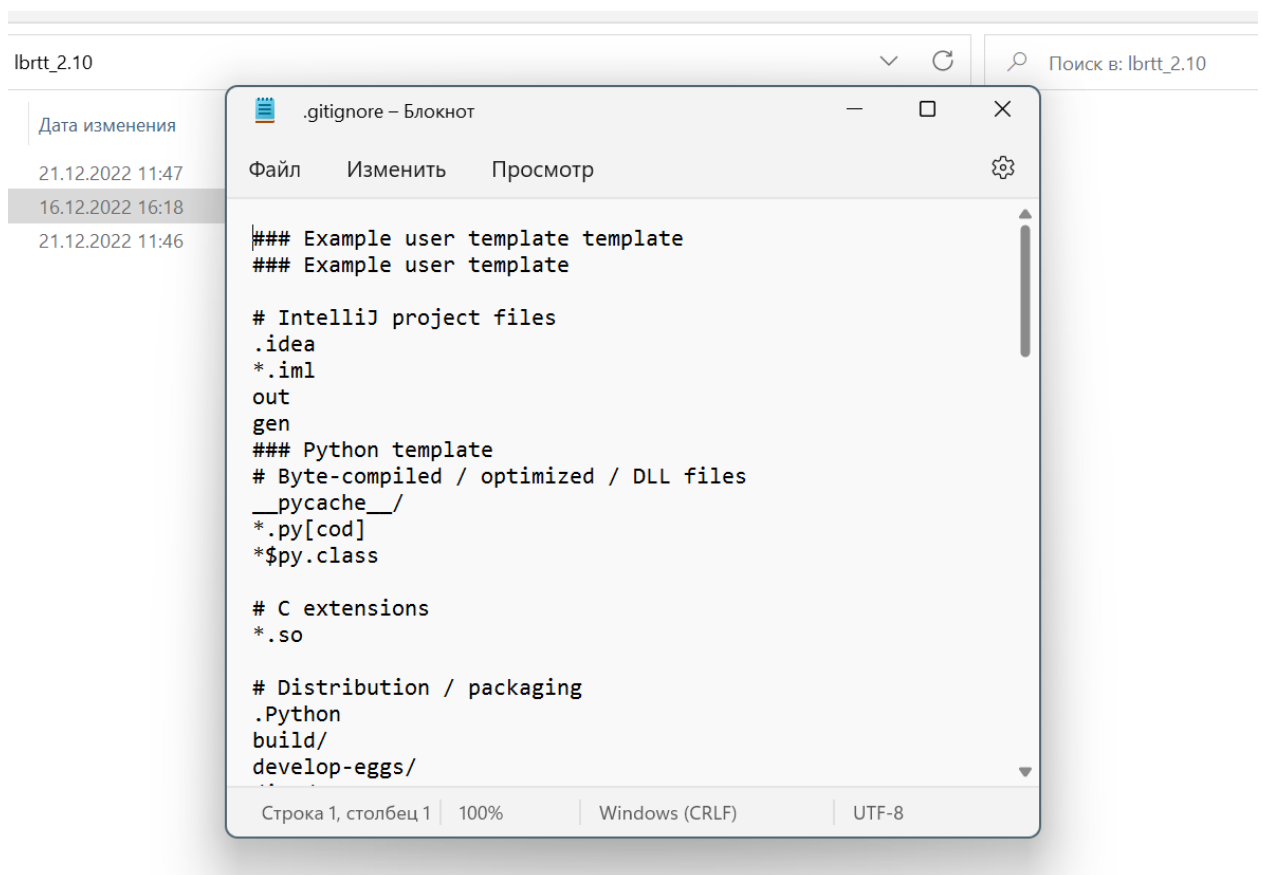 lbrtt_2.10
Поиск в: lbrtt_2.10
Дата изменения
21.12.2022 11:47
16.12.2022 16:18
21.12.2022 11:46
.gitignore – Блокнот
Файл Изменить Просмотр
### Example user template template
### Example user template
# IntelliJ project files
.idea
*.iml
out
gen
### Python template
# Byte-compiled / optimized / DLL files
__pycache__/
*.py[cod]
*$py.class
# C extensions
*.so
# Distribution / packaging
.Python
build/
develop-eggs/
Строка 1, столбец 1 100% Windows (CRLF) UTF-8